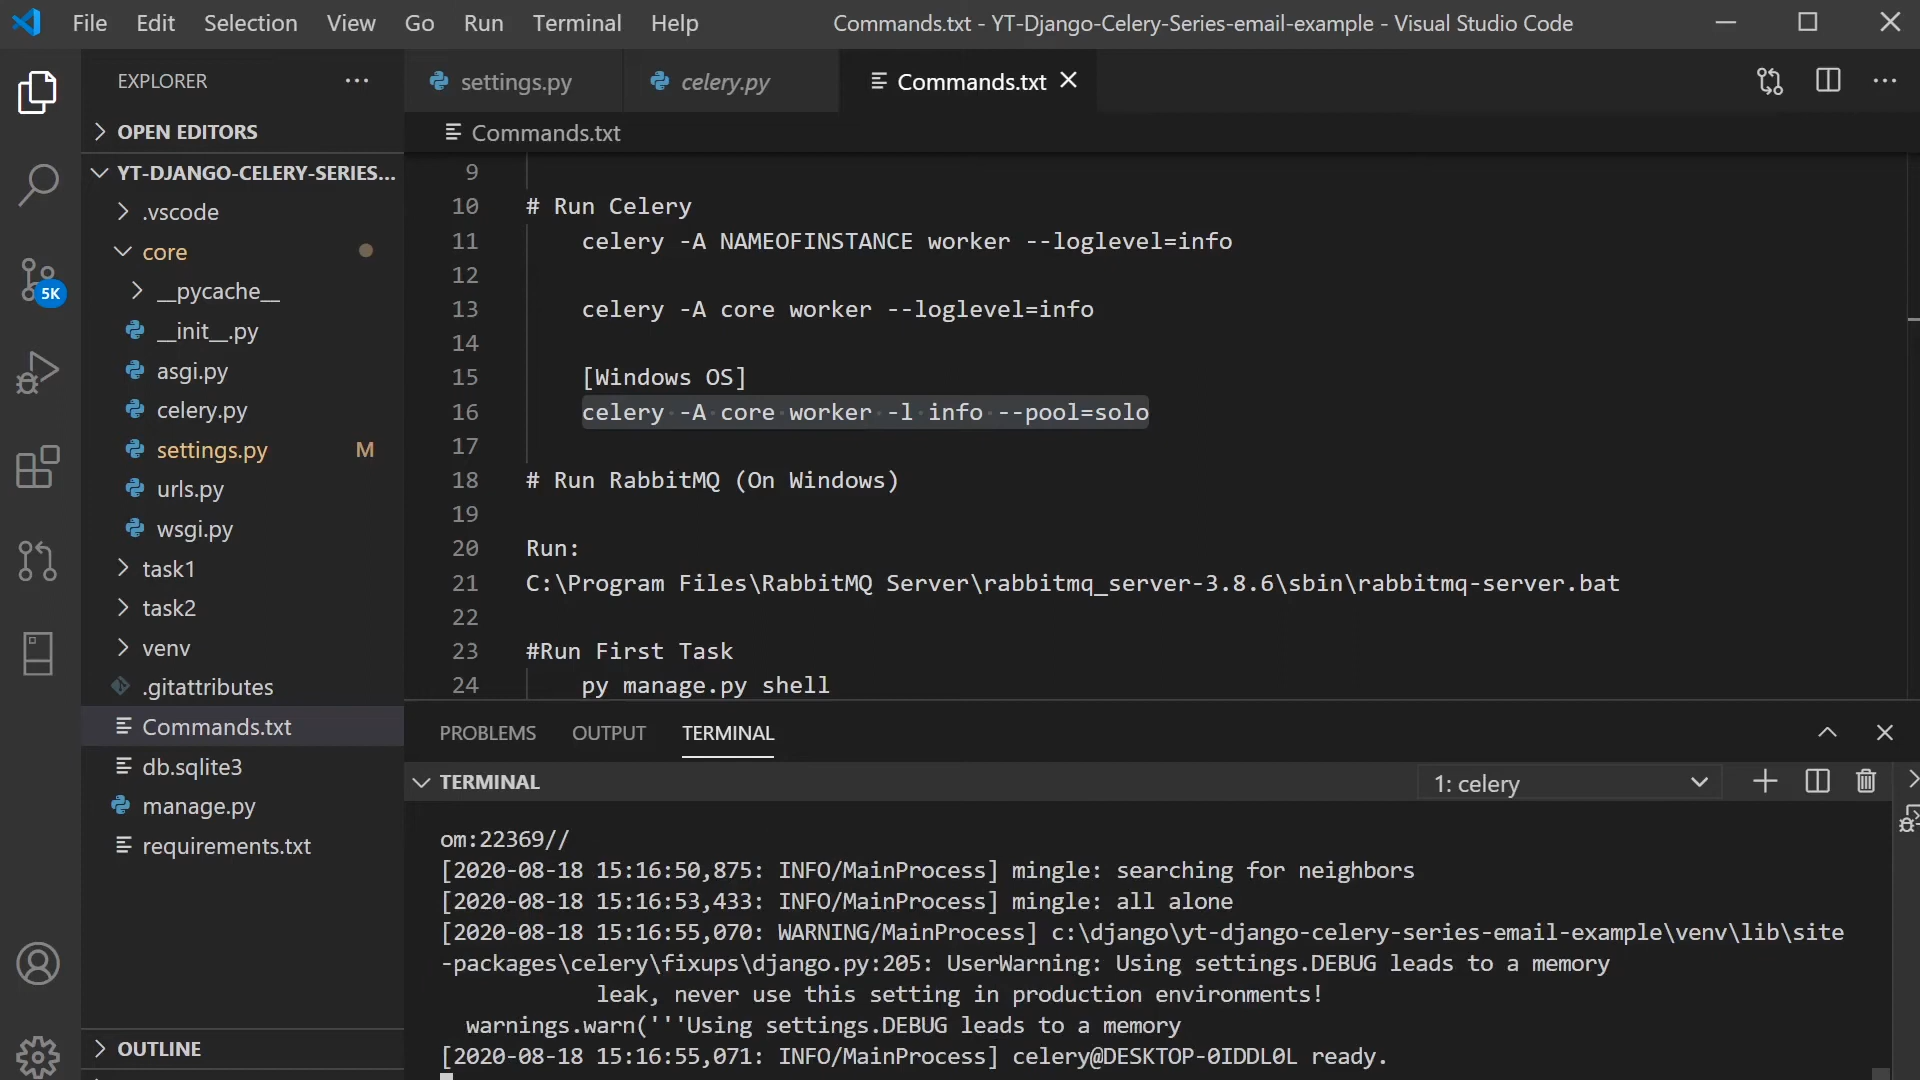 File Edit Selection View Go Run Terminal Help Commands.txt - YT-Django-Celery-Series-email-example - Visual Studio Code
EXPLORER
OPEN EDITORS
YT-DJANGO-CELERY-SERIES...
.vscode
core
__pycache__
__init__.py
asgi.py
celery.py
settings.py M
urls.py
wsgi.py
task1
task2
venv
.gitattributes
Commands.txt
db.sqlite3
manage.py
requirements.txt
OUTLINE
5K
settings.py celery.py Commands.txt
Commands.txt
9
10 # Run Celery
11 celery -A NAMEOFINSTANCE worker --loglevel=info
12
13 celery -A core worker --loglevel=info
14
15 [Windows OS]
16 celery -A core worker -l info --pool=solo
17
18 # Run RabbitMQ (On Windows)
19
20 Run:
21 C:\Program Files\RabbitMQ Server\rabbitmq_server-3.8.6\sbin\rabbitmq-server.bat
22
23 #Run First Task
24 py manage.py shell
PROBLEMS OUTPUT TERMINAL
TERMINAL 1: celery
om:22369//
[2020-08-18 15:16:50,875: INFO/MainProcess] mingle: searching for neighbors
[2020-08-18 15:16:53,433: INFO/MainProcess] mingle: all alone
[2020-08-18 15:16:55,070: WARNING/MainProcess] c:\django\yt-django-celery-series-email-example\venv\lib\site
-packages\celery\fixups\django.py:205: UserWarning: Using settings.DEBUG leads to a memory
leak, never use this setting in production environments!
warnings.warn('''Using settings.DEBUG leads to a memory
[2020-08-18 15:16:55,071: INFO/MainProcess] celery@DESKTOP-0IDDL0L ready.